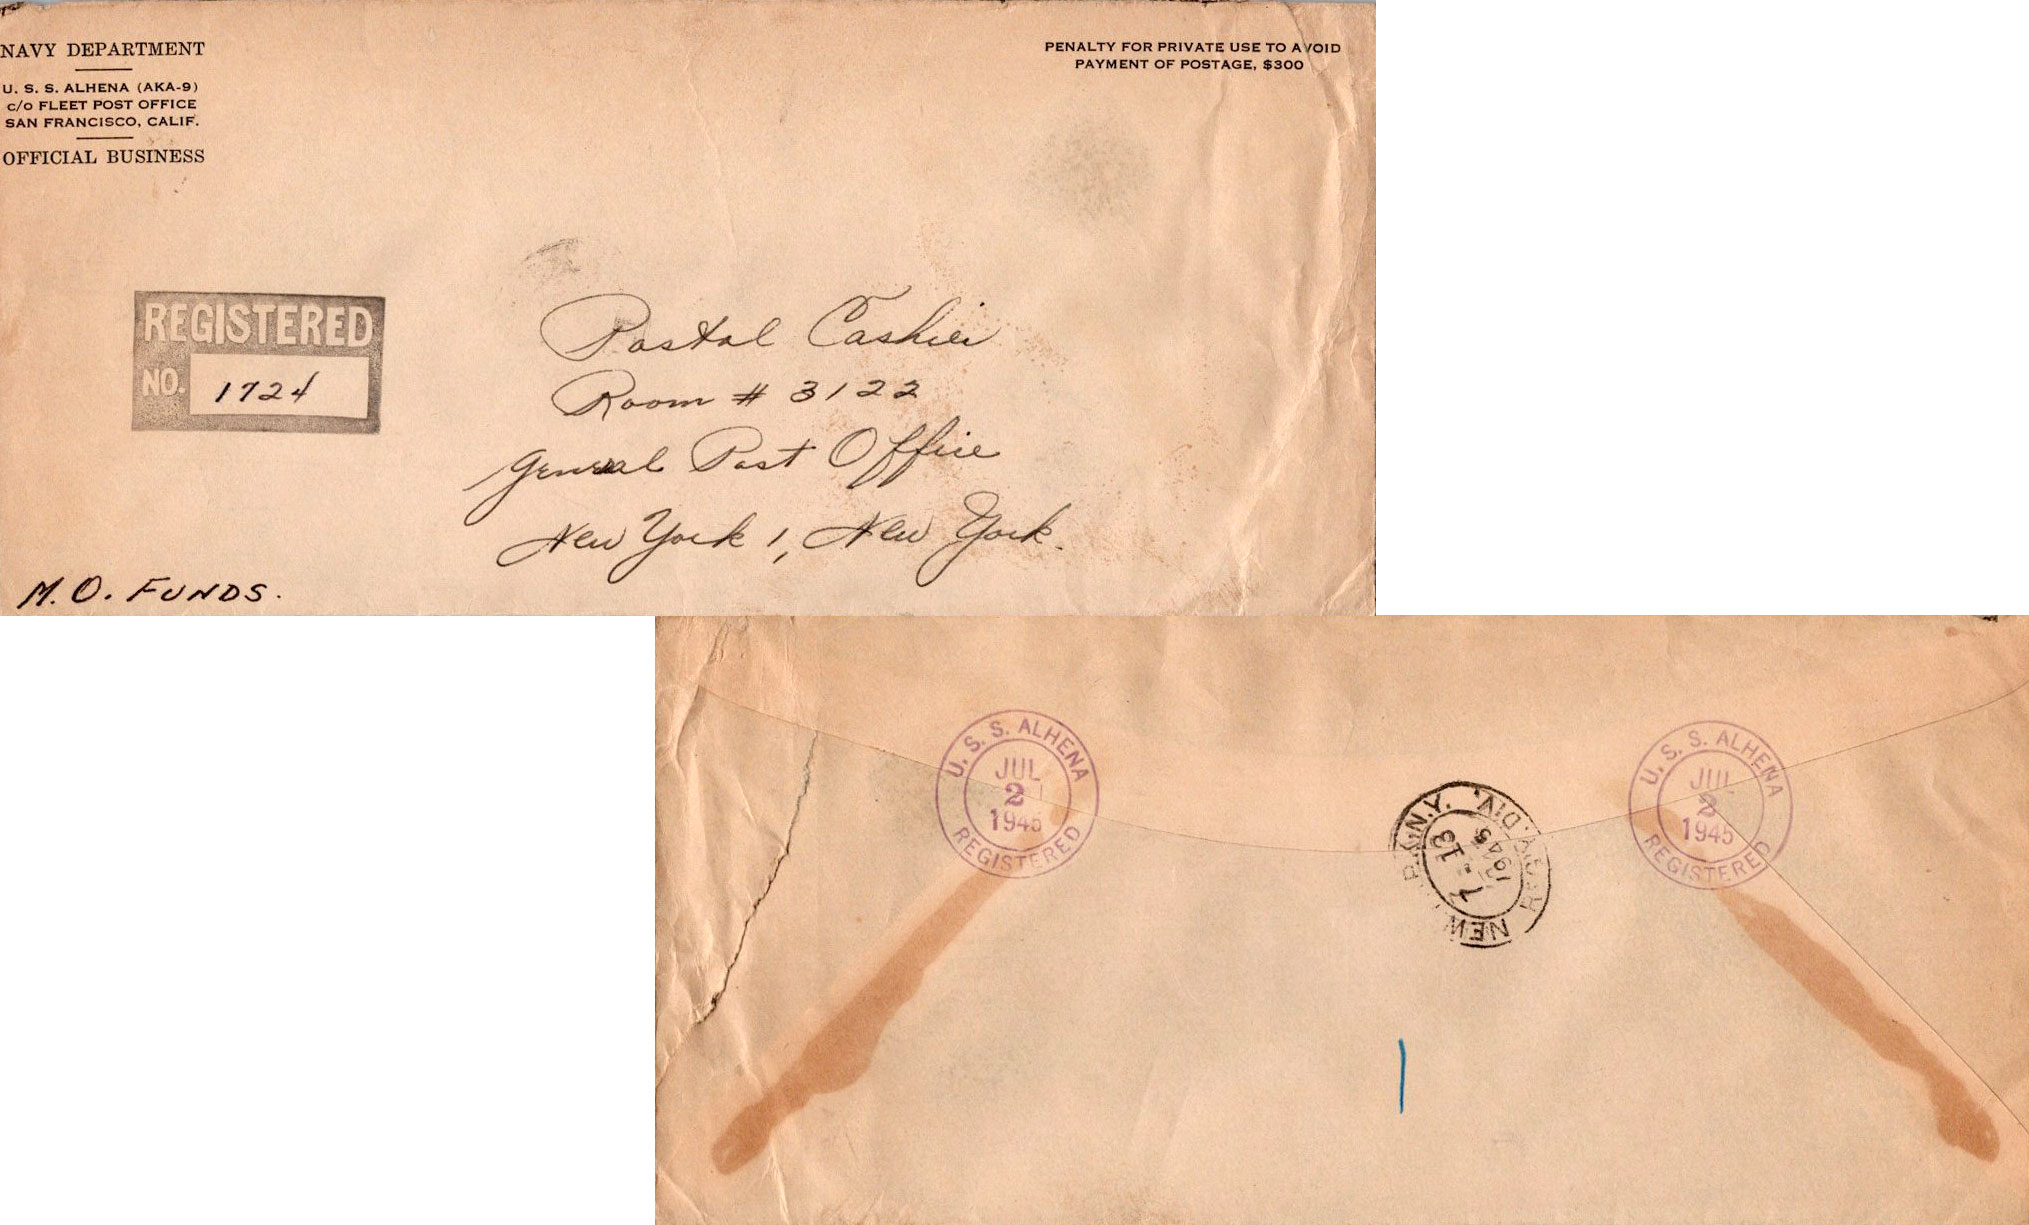 NAVY DEPARTMENT
U. S. S. ALHENA (AKA-9)
c/o FLEET POST OFFICE
SAN FRANCISCO, CALIF.
OFFICIAL BUSINESS
PENALTY FOR PRIVATE USE TO AVOID
PAYMENT OF POSTAGE, $300
REGISTERED
NO. 1724
Postal Cashier
Room # 3122
General Post Office
New York 1, New York.
M. O. FUNDS.
U. S. S. ALHENA
JUL
2
1945
REGISTERED
NEW N.Y. DIV.
7 13
1945
U. S. S. ALHENA
JUL
2
1945
REGISTERED